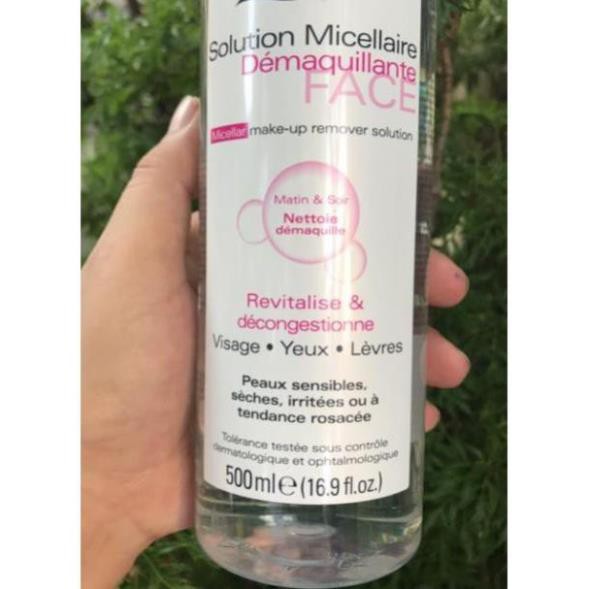 Solution Micellaire
Démaquillante
FACE
Micellar make-up remover solution
Matin & Soir
Nettoie
démaquille
Revitalise &
décongestionne
Visage • Yeux • Lèvres
Peaux sensibles,
sèches, irritées ou à
tendance rosacée
Tolérance testée sous contrôle
dermatologique et ophtalmologique
500ml℮(16.9 fl.oz.)